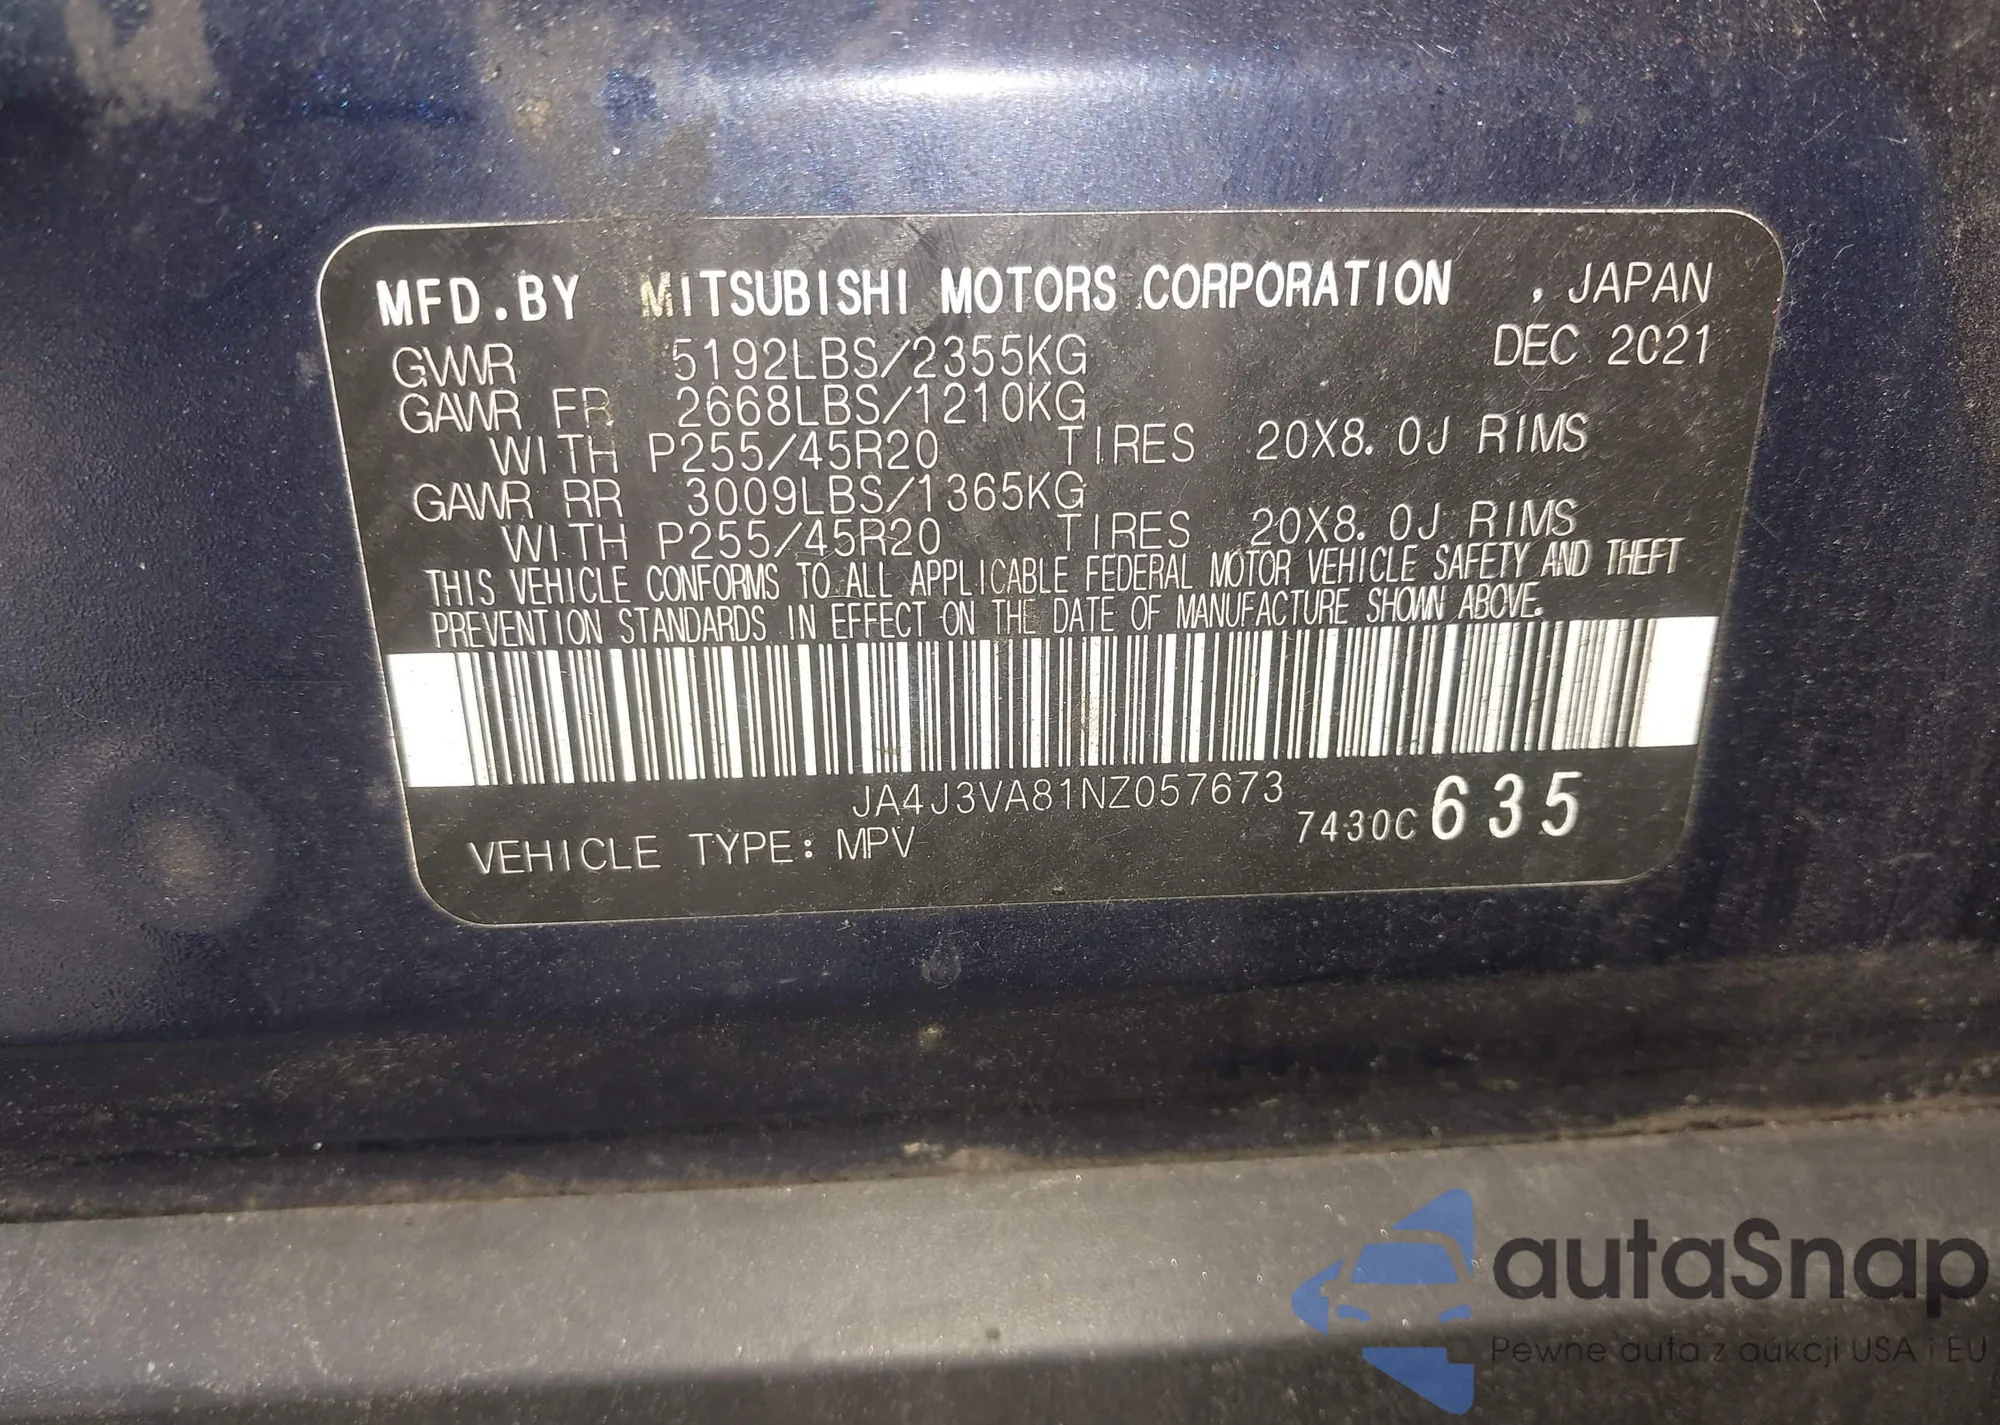 MFD.BY MITSUBISHI MOTORS CORPORATION , JAPAN
DEC 2021
GVWR 5192LBS/2355KG
GAWR FR 2668LBS/1210KG
WITH P255/45R20 TIRES 20X8.0J RIMS
GAWR RR 3009LBS/1365KG
WITH P255/45R20 TIRES 20X8.0J RIMS
THIS VEHICLE CONFORMS TO ALL APPLICABLE FEDERAL MOTOR VEHICLE SAFETY AND THEFT
PREVENTION STANDARDS IN EFFECT ON THE DATE OF MANUFACTURE SHOWN ABOVE.
JA4J3VA81NZ057673
7430C 635
VEHICLE TYPE: MPV
autaSnap
Pewne auta z aukcji USA i EU